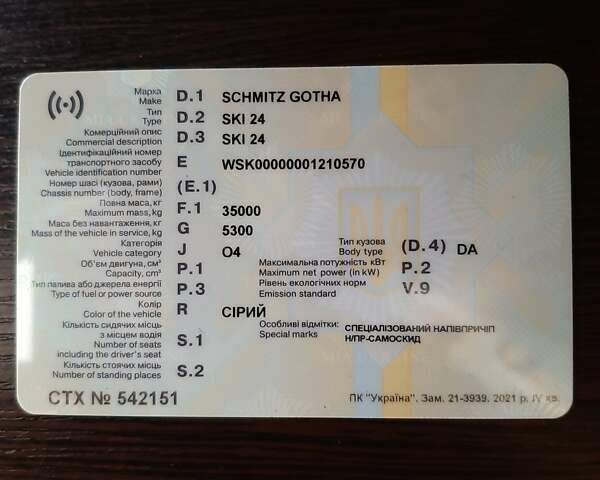 Марка
Make D.1 SCHMITZ GOTHA
Тип
Type D.2 SKI 24
Комерційний опис
Commercial description D.3 SKI 24
Ідентифікаційний номер
транспортного засобу E WSK00000001210570
Vehicle identification number
Номер шасі (кузова, рами) (E.1)
Chassis number (body, frame)
Повна маса, кг F.1 35000
Maximum mass, kg
Маса без навантаження, кг G 5300
Mass of the vehicle in service, kg
Категорія J O4 Тип кузова (D.4) DA
Vehicle category Body type
Об'єм двигуна, см³ P.1 Максимальна потужність кВт P.2
Capacity, cm³ Maximum net power (in kW)
Тип палива або джерела енергії P.3 Рівень екологічних норм V.9
Type of fuel or power source Emission standard
Колір R СІРИЙ
Color of the vehicle
Кількість сидячих місць Особливі відмітки: СПЕЦІАЛІЗОВАНИЙ НАПІВПРИЧІП
з місцем водія S.1 Special marks Н/ПР-САМОСКИД
Number of seats
including the driver's seat
Кількість стоячих місць S.2
Number of standing places
СТХ № 542151 ПК "Україна". Зам. 21-3939. 2021 р. IV кв.